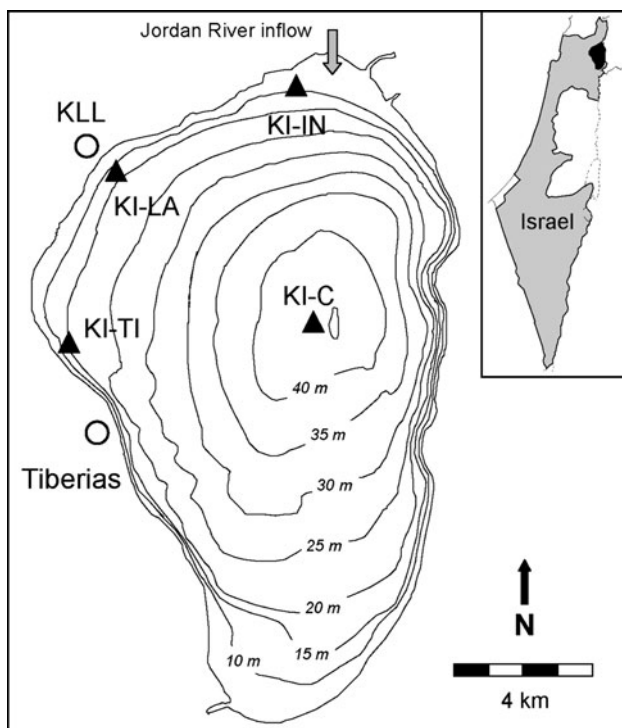 Jordan River inflow
KLL
KI-IN
KI-LA
Israel
KI-C
KI-TI
40 m
35 m
Tiberias
30 m
25 m
20 m
15 m
10 m
N
4 km